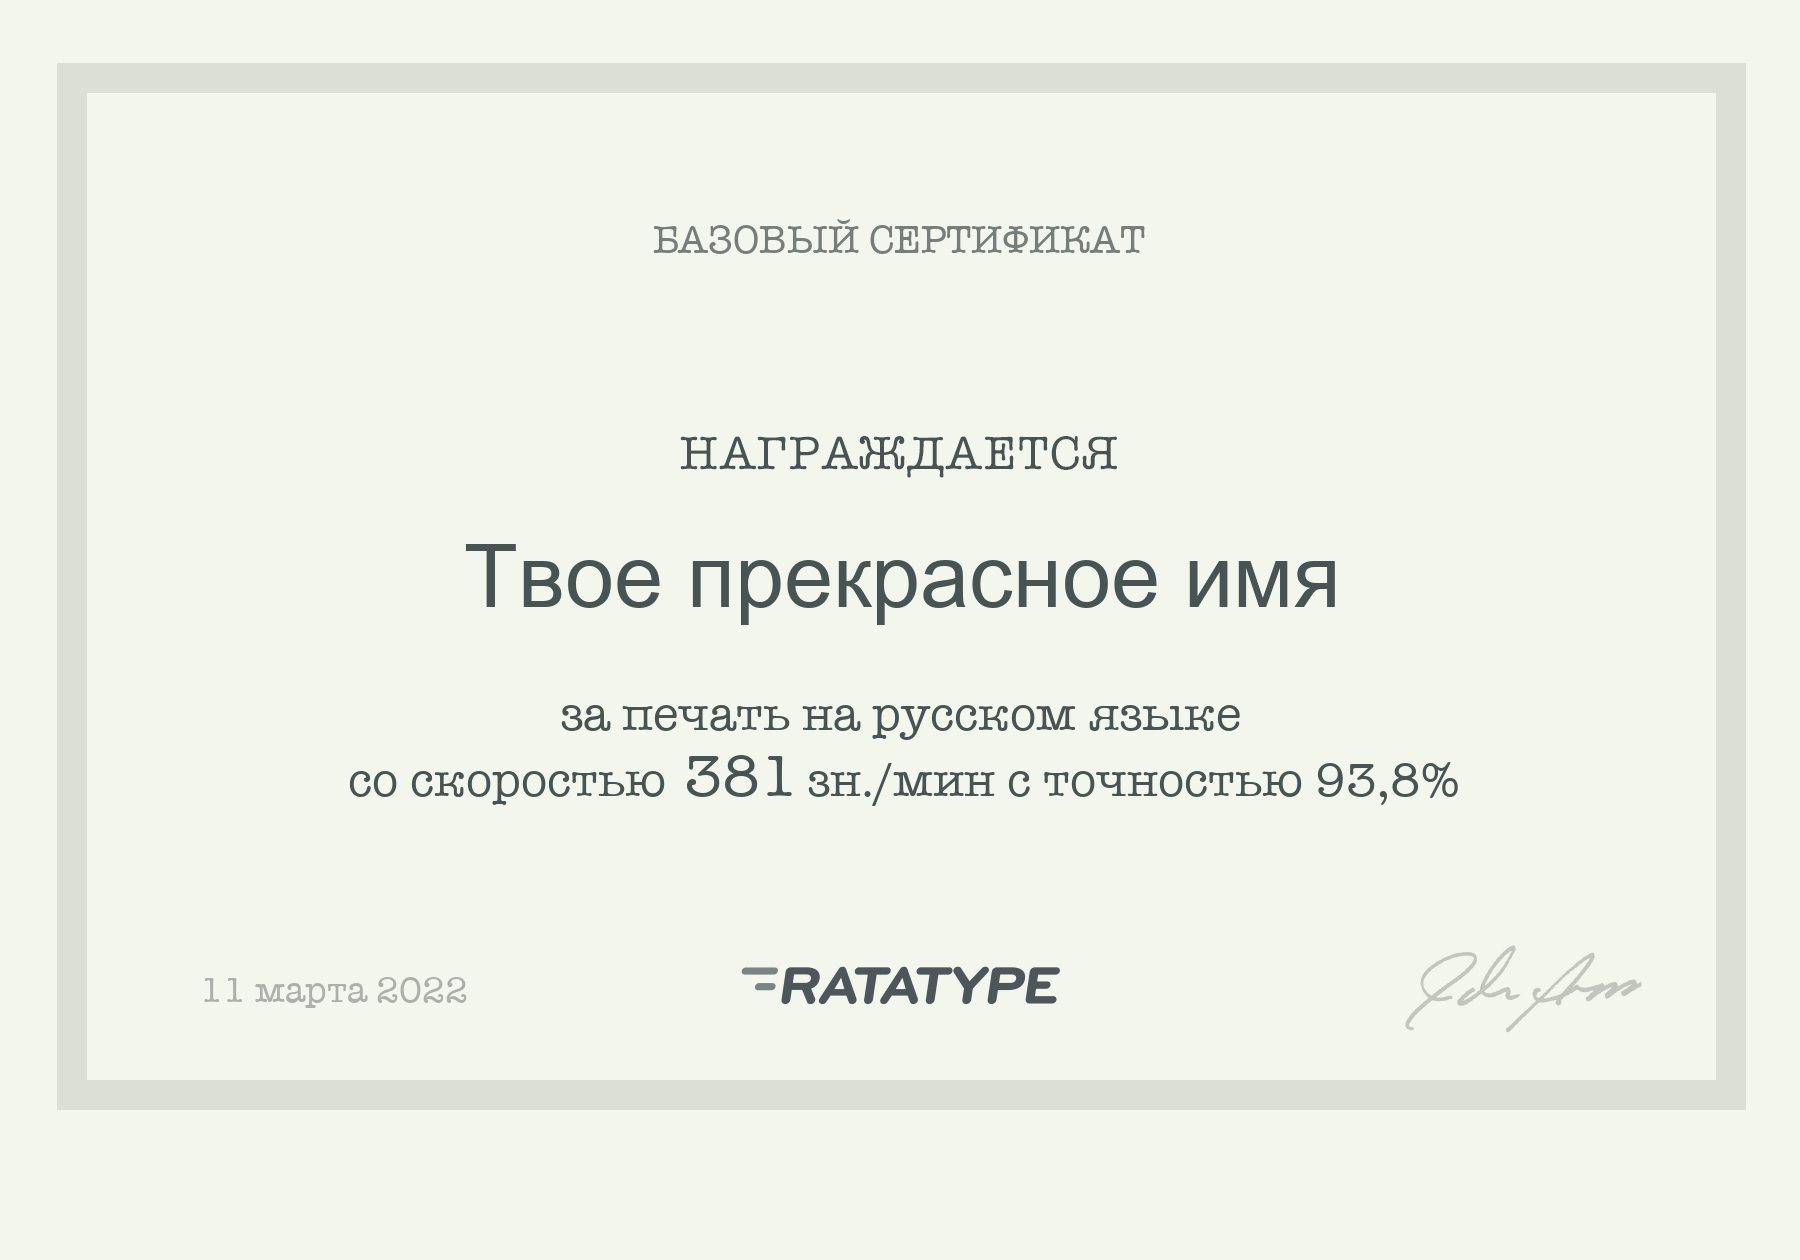 БАЗОВЫЙ СЕРТИФИКАТ
НАГРАЖДАЕТСЯ
Твое прекрасное имя
за печать на русском языке
со скоростью 381 зн./мин с точностью 93,8%
11 марта 2022
RATATYPE